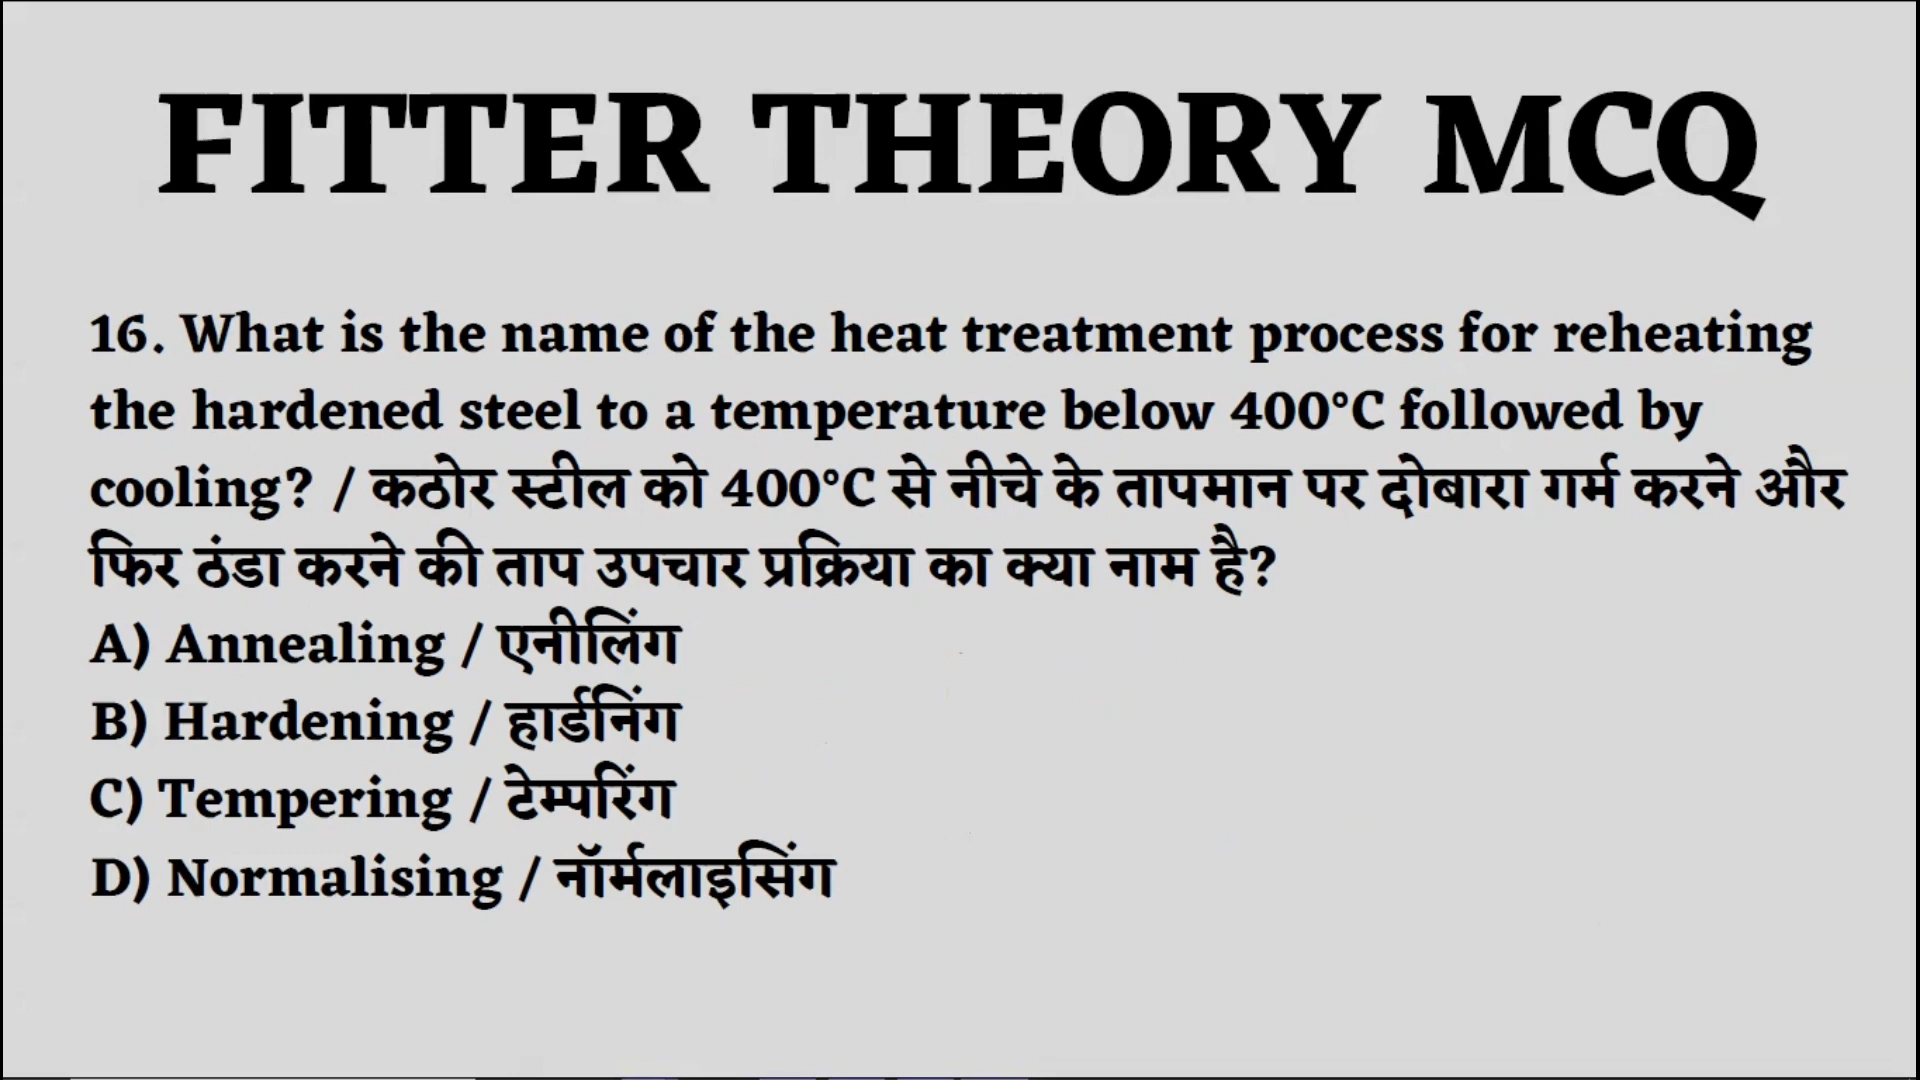 FITTER THEORY MCQ
16. What is the name of the heat treatment process for reheating
the hardened steel to a temperature below 400°C followed by
cooling? / कठोर स्टील को 400°C से नीचे के तापमान पर दोबारा गर्म करने और
फिर ठंडा करने की ताप उपचार प्रक्रिया का क्या नाम है?
A) Annealing / एनीलिंग
B) Hardening / हार्डनिंग
C) Tempering / टेम्परिंग
D) Normalising / नॉर्मलाइसिंग